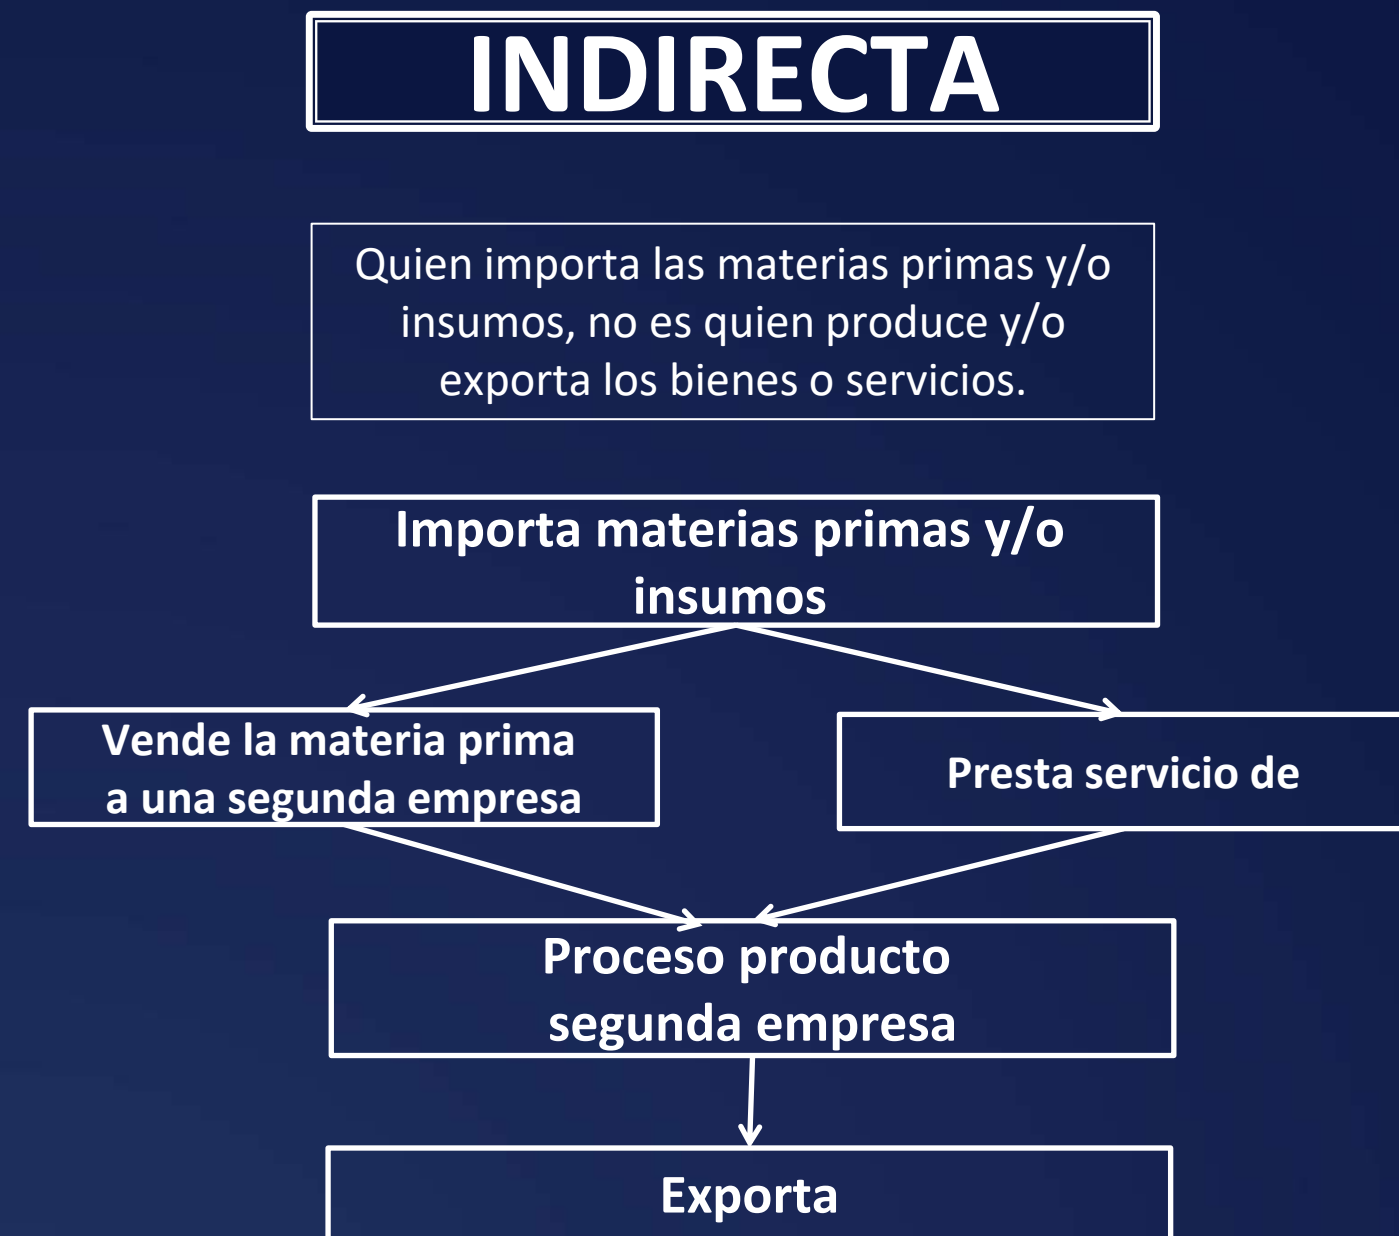 INDIRECTA
Quien importa las materias primas y/o
insumos, no es quien produce y/o
exporta los bienes o servicios.
Importa materias primas y/o
insumos
Vende la materia prima
a una segunda empresa
Presta servicio de
Proceso producto
segunda empresa
Exporta